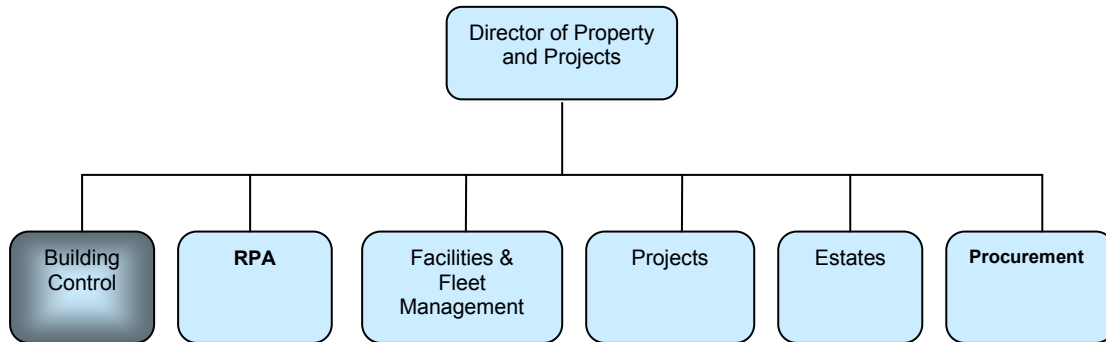 Director of Property
and Projects
Building
Control
RPA
Facilities &
Fleet
Management
Projects
Estates
Procurement